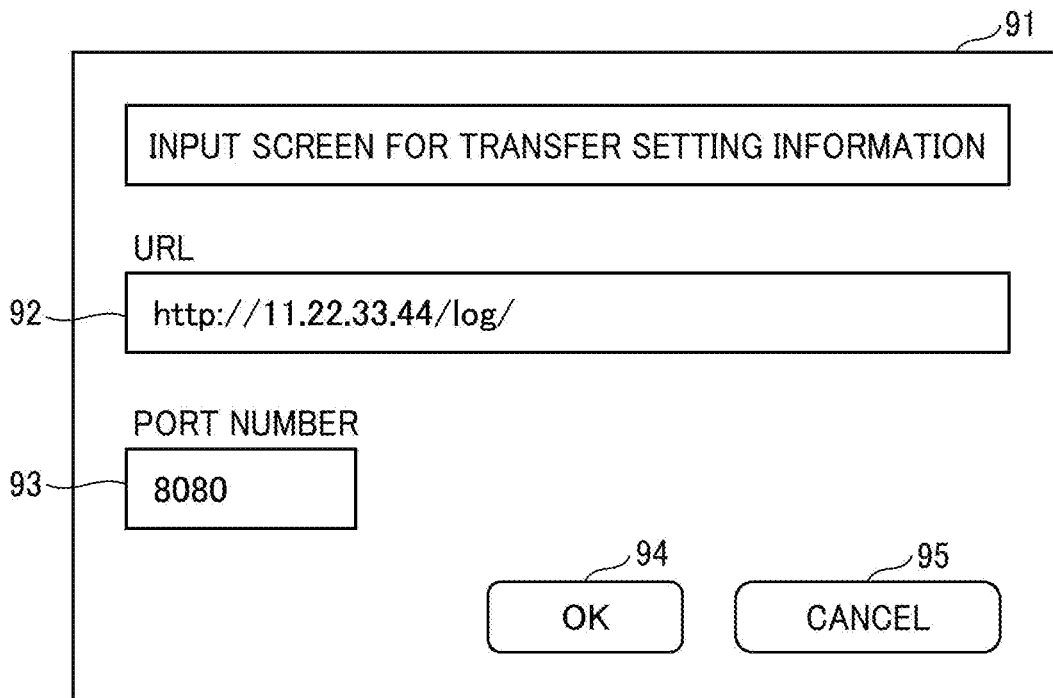 91
INPUT SCREEN FOR TRANSFER SETTING INFORMATION
URL
92
http://11.22.33.44/log/
PORT NUMBER
93
8080
94
95
OK
CANCEL